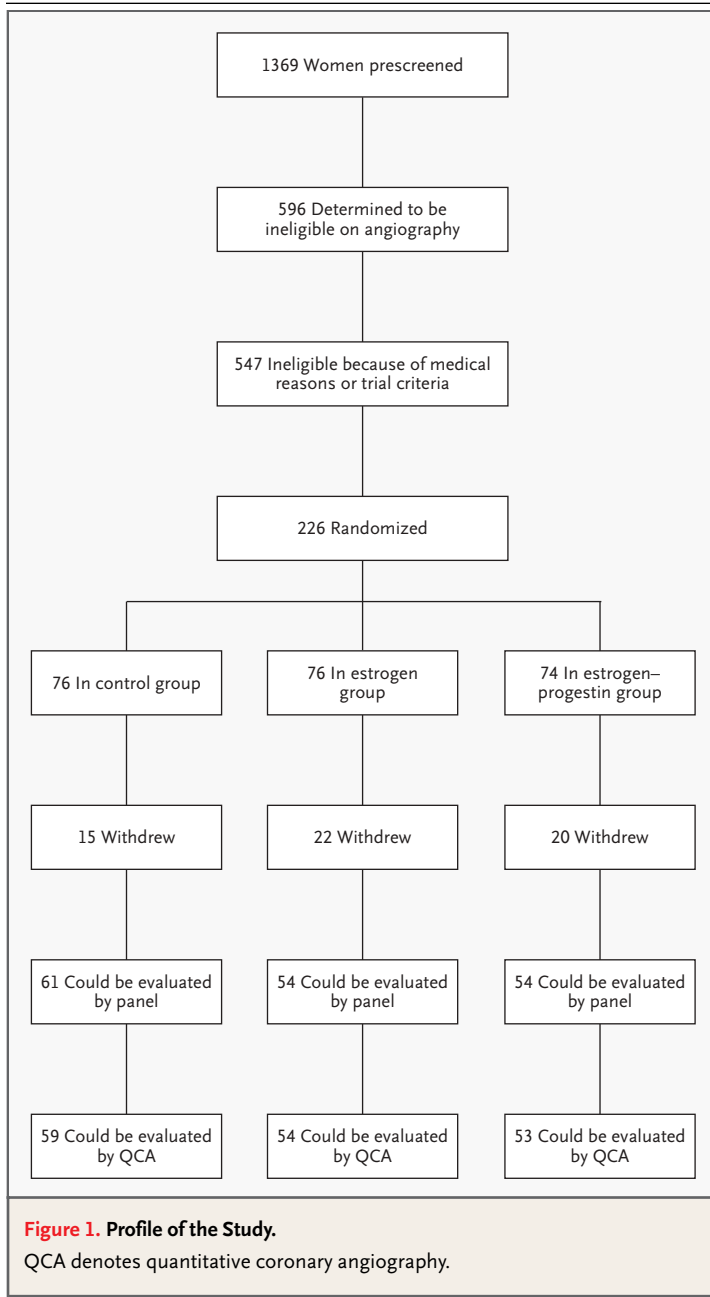 1369 Women prescreened
596 Determined to be
ineligible on angiography
547 Ineligible because of medical
reasons or trial criteria
226 Randomized
76 In control group
76 In estrogen
group
74 In estrogen–
progestin group
15 Withdrew
22 Withdrew
20 Withdrew
61 Could be evaluated
by panel
54 Could be evaluated
by panel
54 Could be evaluated
by panel
59 Could be evaluated
by QCA
54 Could be evaluated
by QCA
53 Could be evaluated
by QCA
Figure 1. Profile of the Study.
QCA denotes quantitative coronary angiography.